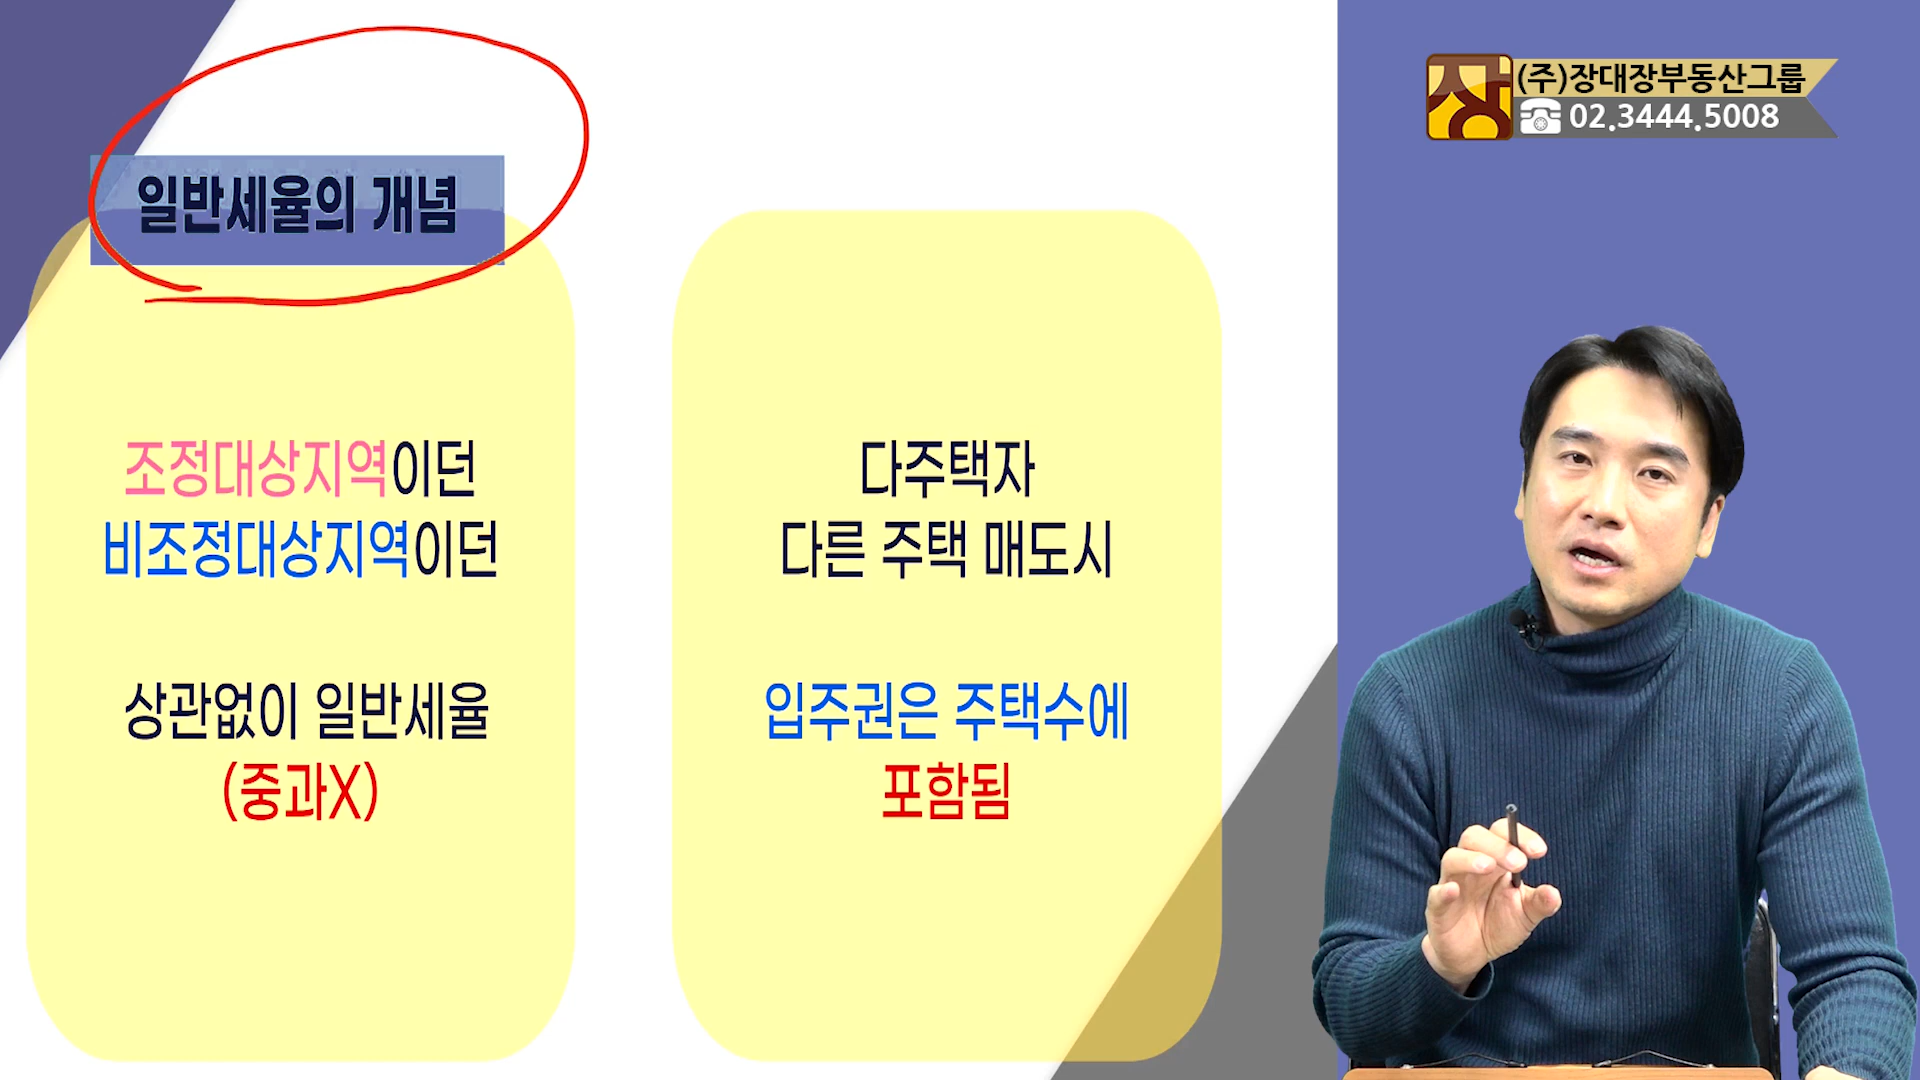 일반세율의 개념
조정대상지역이던
비조정대상지역이던
상관없이 일반세율
(중과X)
다주택자
다른 주택 매도시
입주권은 주택수에
포함됨
장
(주)장대장부동산그룹
02.3444.5008